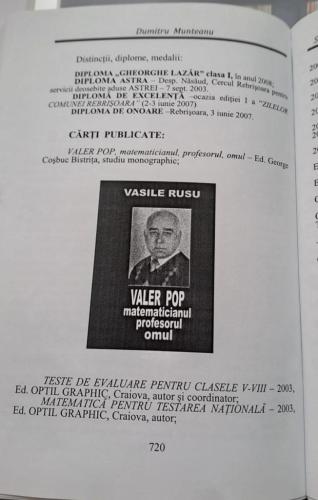 Dumitru Munteanu
Distincții, diplome, medalii:
DIPLOMA „GHEORGHE LAZĂR” clasa I, în anul 2008;
DIPLOMA ASTRA – Desp. Năsăud, Cercul Rebrișoara pentru
servicii deosebite aduse ASTREI – 7 sept. 2003.
DIPLOMĂ DE EXCELENȚĂ –ocazia ediției 1 a "ZILELOR
COMUNEI REBRIȘOARA" (2-3 iunie 2007)
DIPLOMA DE ONOARE –Rebrișoara, 3 iunie 2007.
CĂRȚI PUBLICATE:
VALER POP, matematicianul, profesorul, omul – Ed. George
Coșbuc Bistrița, studiu monographic;
VASILE RUSU
VALER POP
matematicianul
profesorul
omul
TESTE DE EVALUARE PENTRU CLASELE V-VIII – 2003,
Ed. OPTIL GRAPHIC, Craiova, autor și coordinator;
MATEMATICĂ PENTRU TESTAREA NAȚIONALĂ – 2003,
Ed. OPTIL GRAPHIC, Craiova, autor;
720